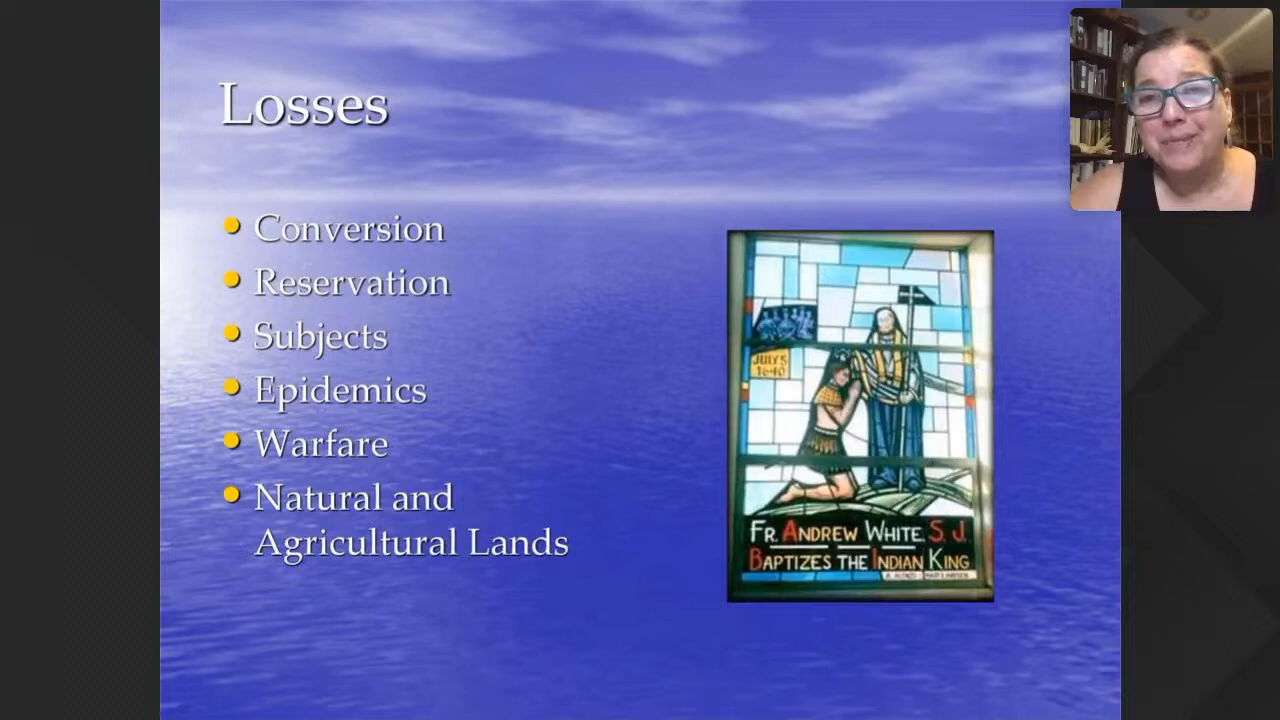 Losses
Conversion
Reservation
Subjects
Epidemics
Warfare
Natural and
Agricultural Lands
JULY 5
1640
FR. ANDREW WHITE, S. J.
BAPTIZES THE INDIAN KING